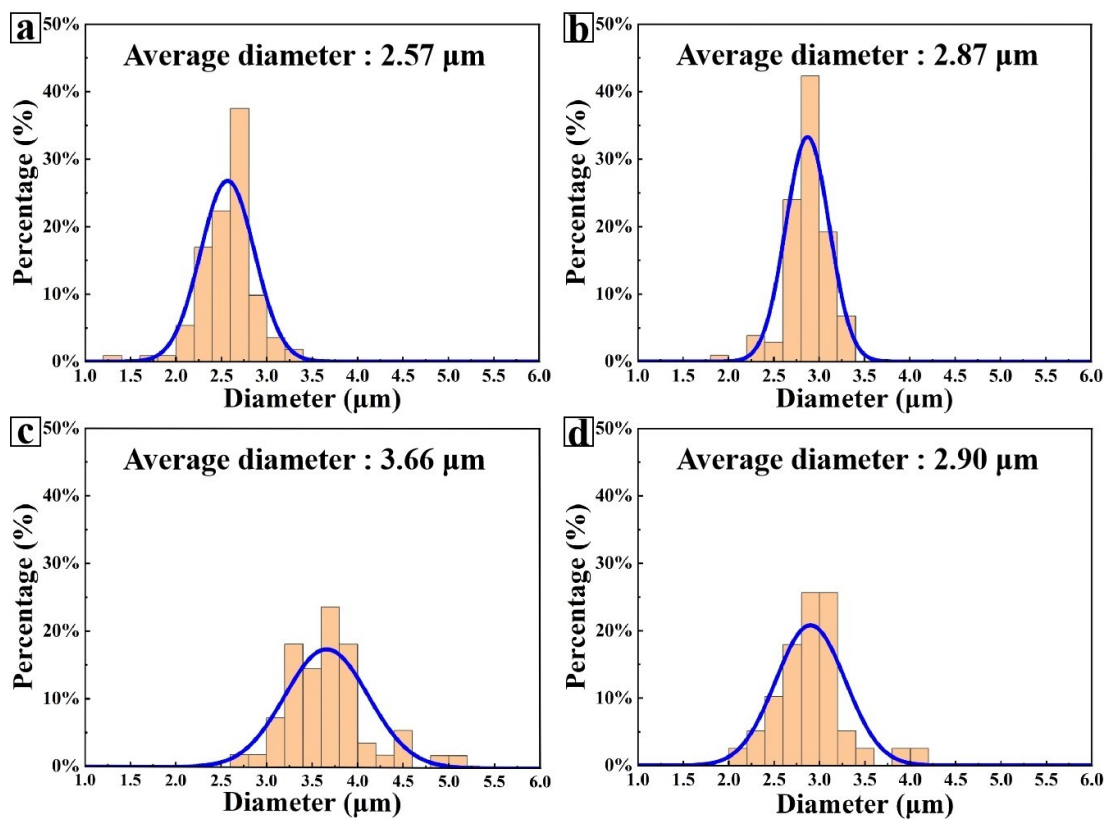 a
Average diameter : 2.57 μm
50%
40%
30%
20%
10%
0%
Percentage (%)
1.0 1.5 2.0 2.5 3.0 3.5 4.0 4.5 5.0 5.5 6.0
Diameter (μm)
b
Average diameter : 2.87 μm
50%
40%
30%
20%
10%
0%
Percentage (%)
1.0 1.5 2.0 2.5 3.0 3.5 4.0 4.5 5.0 5.5 6.0
Diameter (μm)
c
Average diameter : 3.66 μm
50%
40%
30%
20%
10%
0%
Percentage (%)
1.0 1.5 2.0 2.5 3.0 3.5 4.0 4.5 5.0 5.5 6.0
Diameter (μm)
d
Average diameter : 2.90 μm
50%
40%
30%
20%
10%
0%
Percentage (%)
1.0 1.5 2.0 2.5 3.0 3.5 4.0 4.5 5.0 5.5 6.0
Diameter (μm)